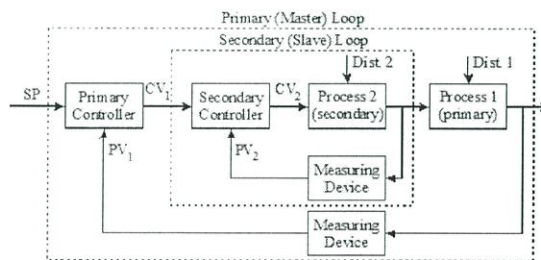 Primary (Master) Loop
Secondary (Slave) Loop
Dist. 2
Dist. 1
SP
Primary
Controller
CV1
Secondary
Controller
CV2
Process 2
(secondary)
Process 1
(primary)
PV1
PV2
Measuring
Device
Measuring
Device